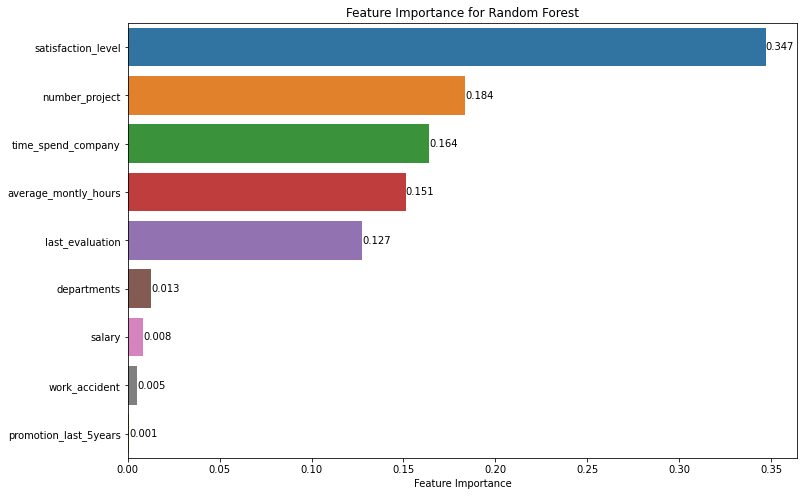 Feature Importance for Random Forest
satisfaction_level 0.347
number_project 0.184
time_spend_company 0.164
average_montly_hours 0.151
last_evaluation 0.127
departments 0.013
salary 0.008
work_accident 0.005
promotion_last_5years 0.001
0.00 0.05 0.10 0.15 0.20 0.25 0.30 0.35
Feature Importance